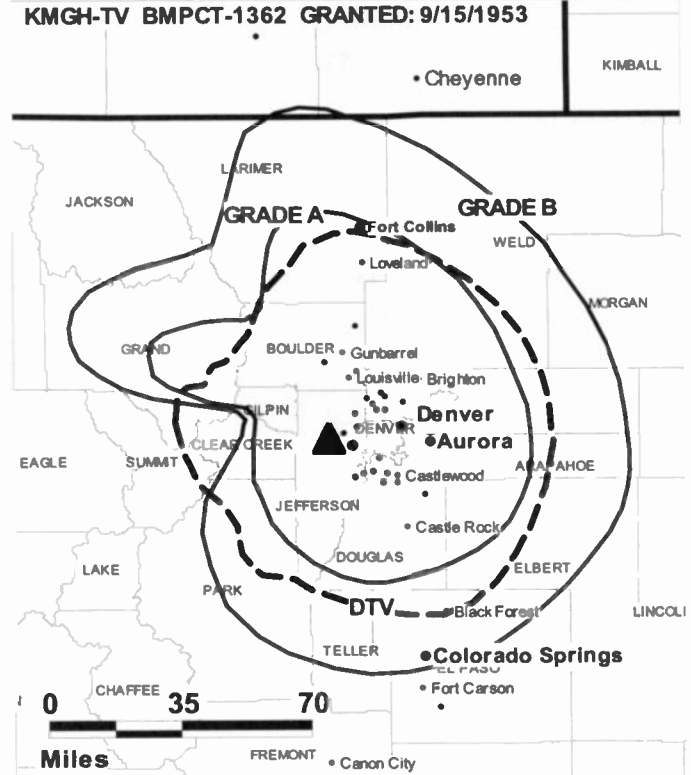 KMGH-TV BMPCT-1362 GRANTED: 9/15/1953
KIMBALL
Cheyenne
LARIMER
JACKSON
GRADE A
GRADE B
Fort Collins
WELD
Loveland
MORGAN
GRAND
BOULDER
Gunbarrel
Louisville
Brighton
Denver
GILPIN
DENVER
Aurora
CLEAR CREEK
EAGLE
SUMMIT
ARAPAHOE
Castlewood
JEFFERSON
Castle Rock
DOUGLAS
LAKE
ELBERT
PARK
DTV
Black Forest
LINCOL
TELLER
Colorado Springs
EL PASO
CHAFFEE
Fort Carson
0 35 70
Miles
FREMONT
Canon City